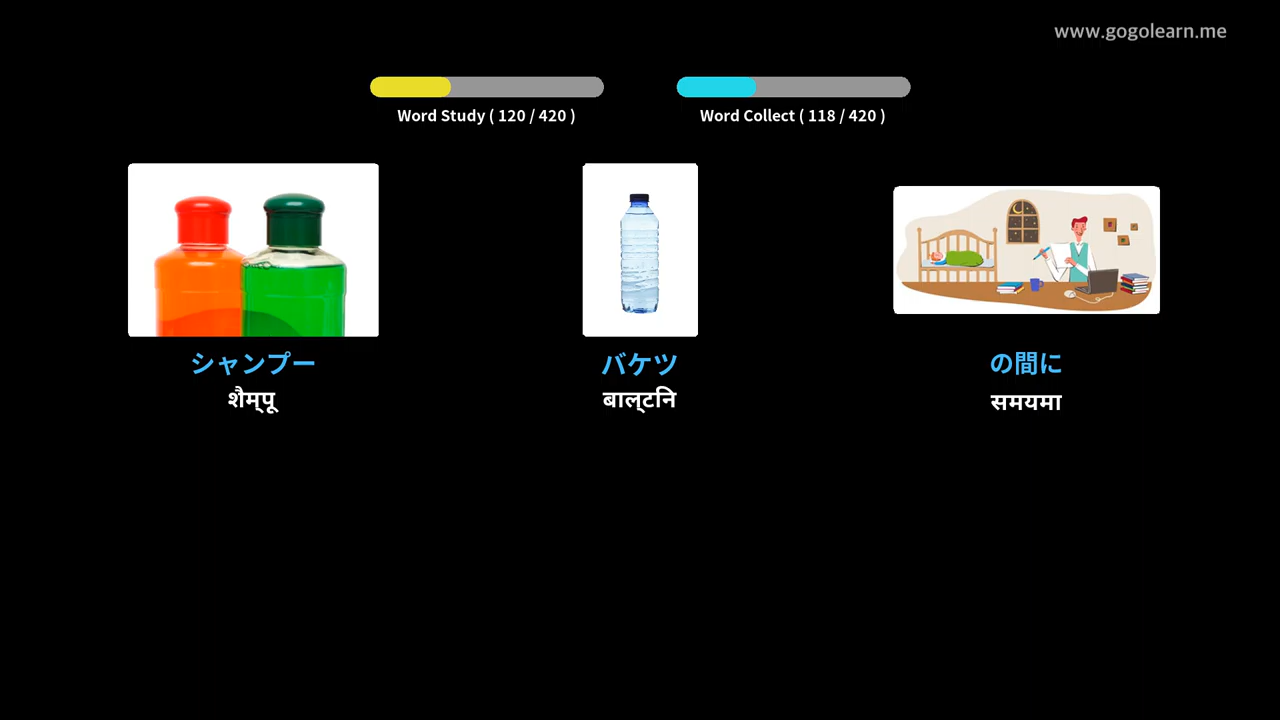 www.gogolearn.me
Word Study ( 120 / 420 )
Word Collect ( 118 / 420 )
シャンプー
शैम्पू
バケツ
बाल्टनि
の間に
समयमा